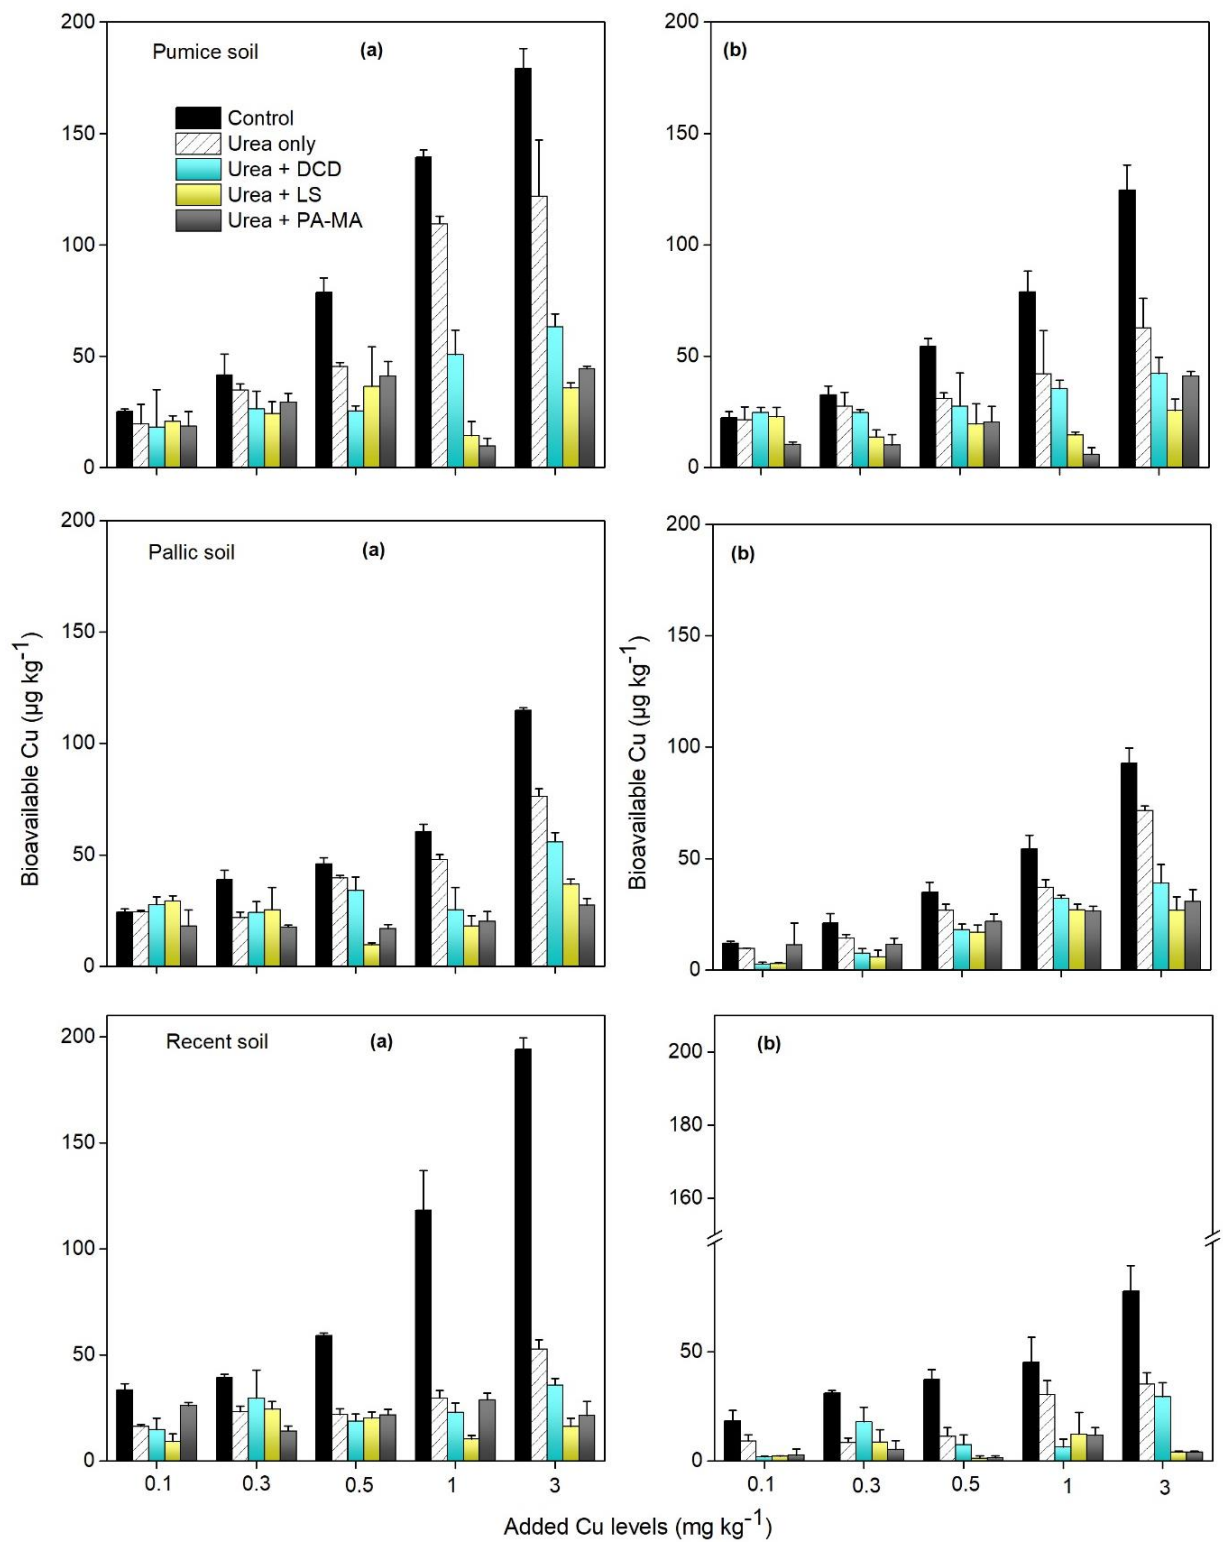 200
Pumice soil
(a)
Control
Urea only
Urea + DCD
Urea + LS
Urea + PA-MA
150
100
50
0
200
(b)
150
100
50
0
200
Pallic soil
(a)
150
100
50
0
Bioavailable Cu (µg kg⁻¹)
200
(b)
150
100
50
0
Bioavailable Cu (µg kg⁻¹)
200
Recent soil
(a)
150
100
50
0
0.1 0.3 0.5 1 3
200
(b)
180
160
50
0
0.1 0.3 0.5 1 3
Added Cu levels (mg kg⁻¹)